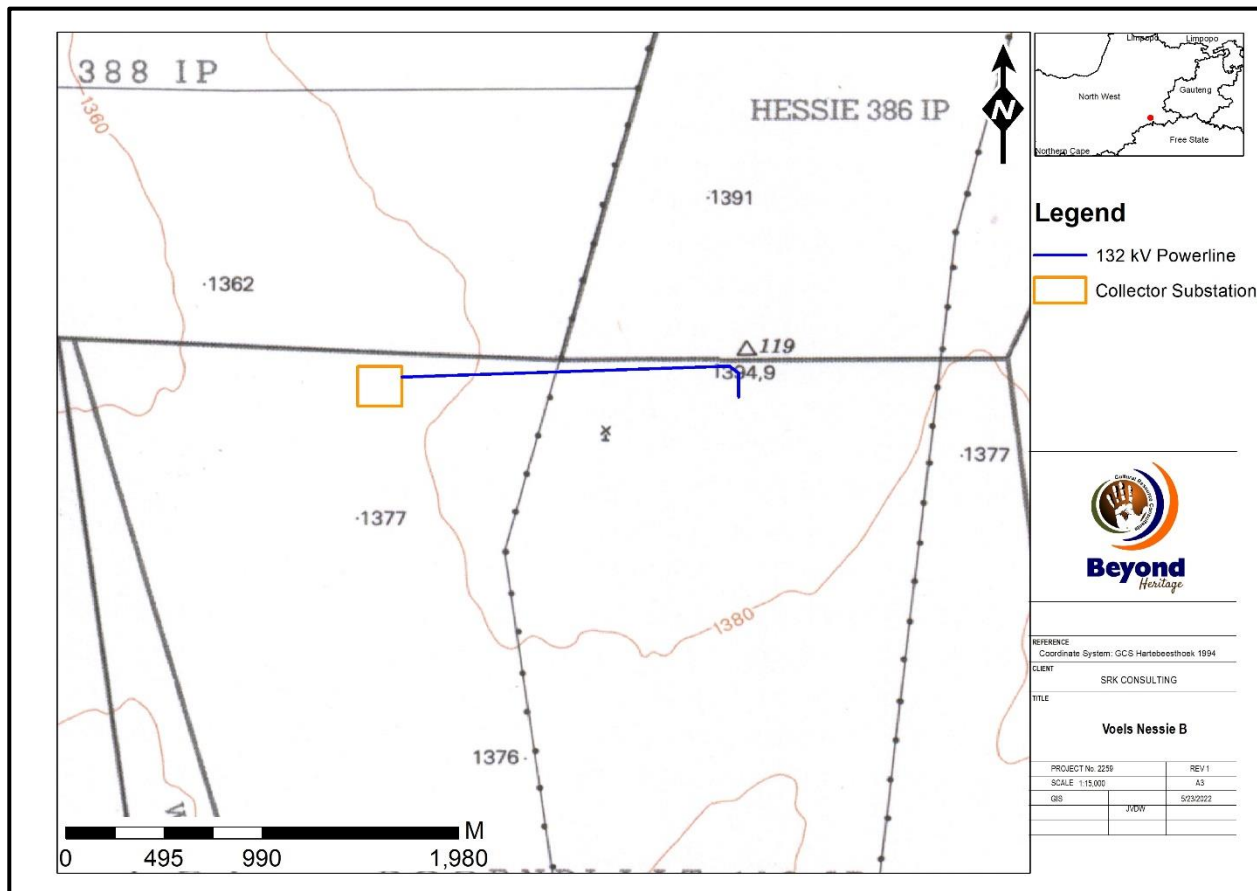 388 IP
1360
HESSIE 386 IP
·1391
·1362
119
1394,9
·1377
·1377
1380
1376·
0 495 990 1,980 M
N
Limpopo
Limpopo
North West
Gauteng
Free State
Northern Cape
Legend
132 kV Powerline
Collector Substation
Cultural Resource Consultants
Beyond
Heritage
REFERENCE
Coordinate System: GCS Hartebeesthoek 1994
CLIENT
SRK CONSULTING
TITLE
Voels Nessie B
PROJECT No. 2259 REV 1
SCALE 1:15,000 A3
GIS JVDW 5/23/2022